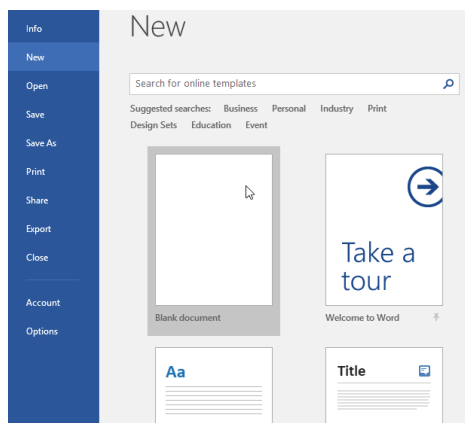 Info
New
Open
Save
Save As
Print
Share
Export
Close
Account
Options
New
Search for online templates
Suggested searches: Business Personal Industry Print
Design Sets Education Event
Take a
tour
Blank document
Welcome to Word
Aa
Title